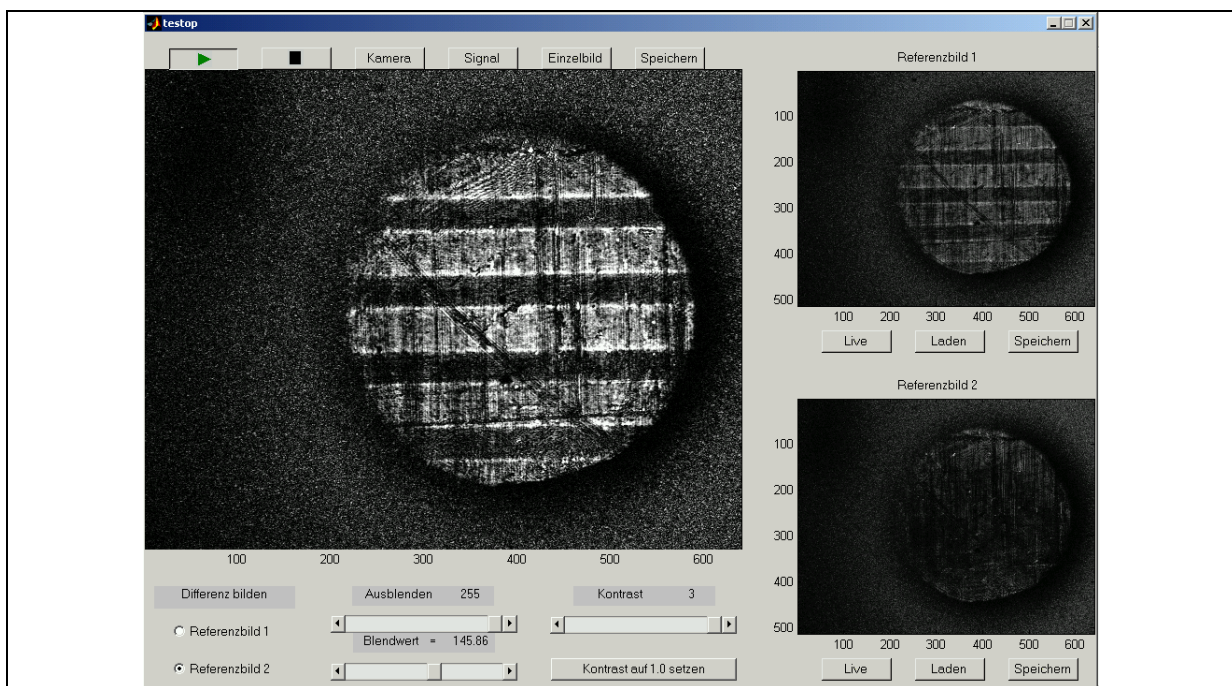 testop
Kamera Signal Einzelbild Speichern
Referenzbild 1
100
200
300
400
500
100 200 300 400 500 600
Live Laden Speichern
Referenzbild 2
100
200
300
400
500
100 200 300 400 500 600
Live Laden Speichern
100 200 300 400 500 600
Differenz bilden
Referenzbild 1
Referenzbild 2
Ausblenden 255
Blendwert = 145.86
Kontrast 3
Kontrast auf 1.0 setzen